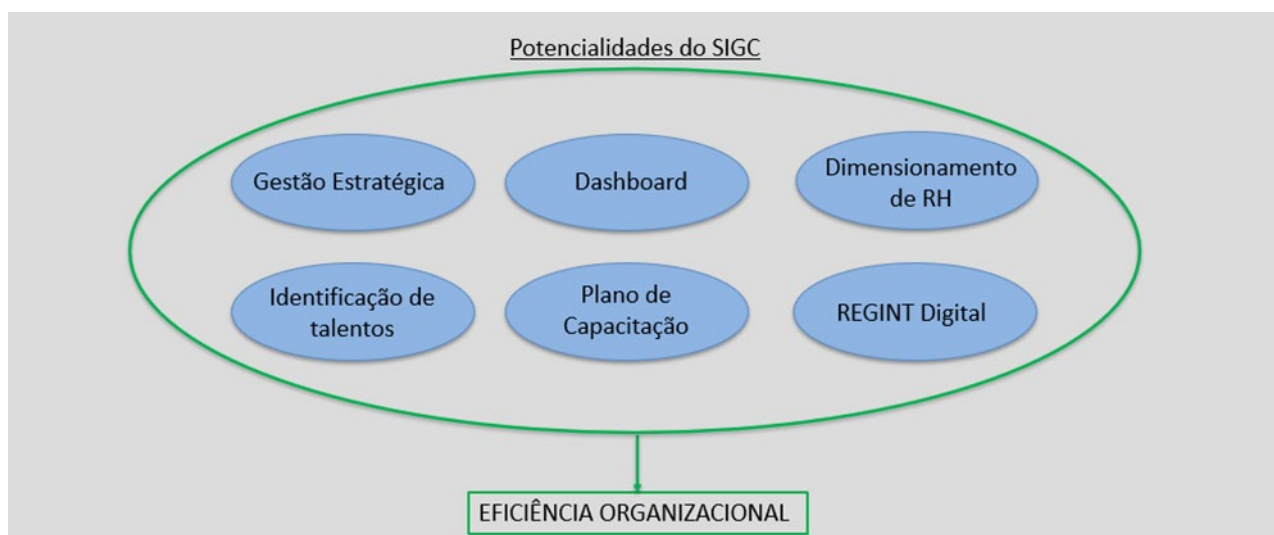 Potencialidades do SIGC
Gestão Estratégica
Dashboard
Dimensionamento
de RH
Identificação de
talentos
Plano de
Capacitação
REGINT Digital
EFICIÊNCIA ORGANIZACIONAL